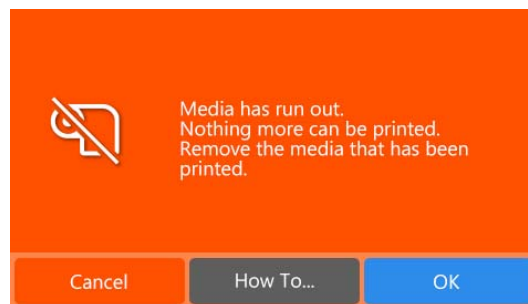 Media has run out.
Nothing more can be printed.
Remove the media that has been
printed.
Cancel
How To...
OK